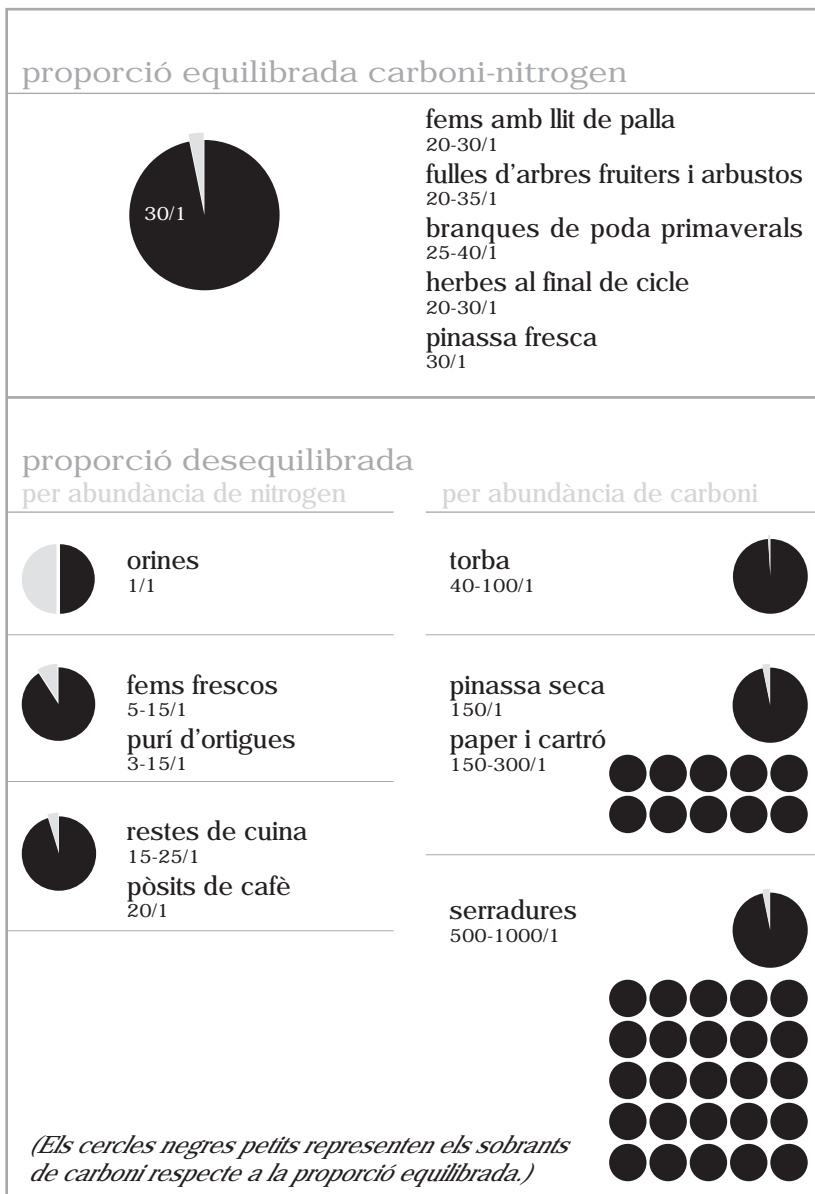 proporció equilibrada carboni-nitrogen
30/1
fems amb llit de palla
20-30/1
fulles d'arbres fruiters i arbustos
20-35/1
branques de poda primaverals
25-40/1
herbes al final de cicle
20-30/1
pinassa fresca
30/1
proporció desequilibrada
per abundància de nitrogen
orines
1/1
fems frescos
5-15/1
purí d'ortigues
3-15/1
restes de cuina
15-25/1
pòsits de cafè
20/1
per abundància de carboni
torba
40-100/1
pinassa seca
150/1
paper i cartró
150-300/1
serradures
500-1000/1
(Els cercles negres petits representen els sobrants
de carboni respecte a la proporció equilibrada.)